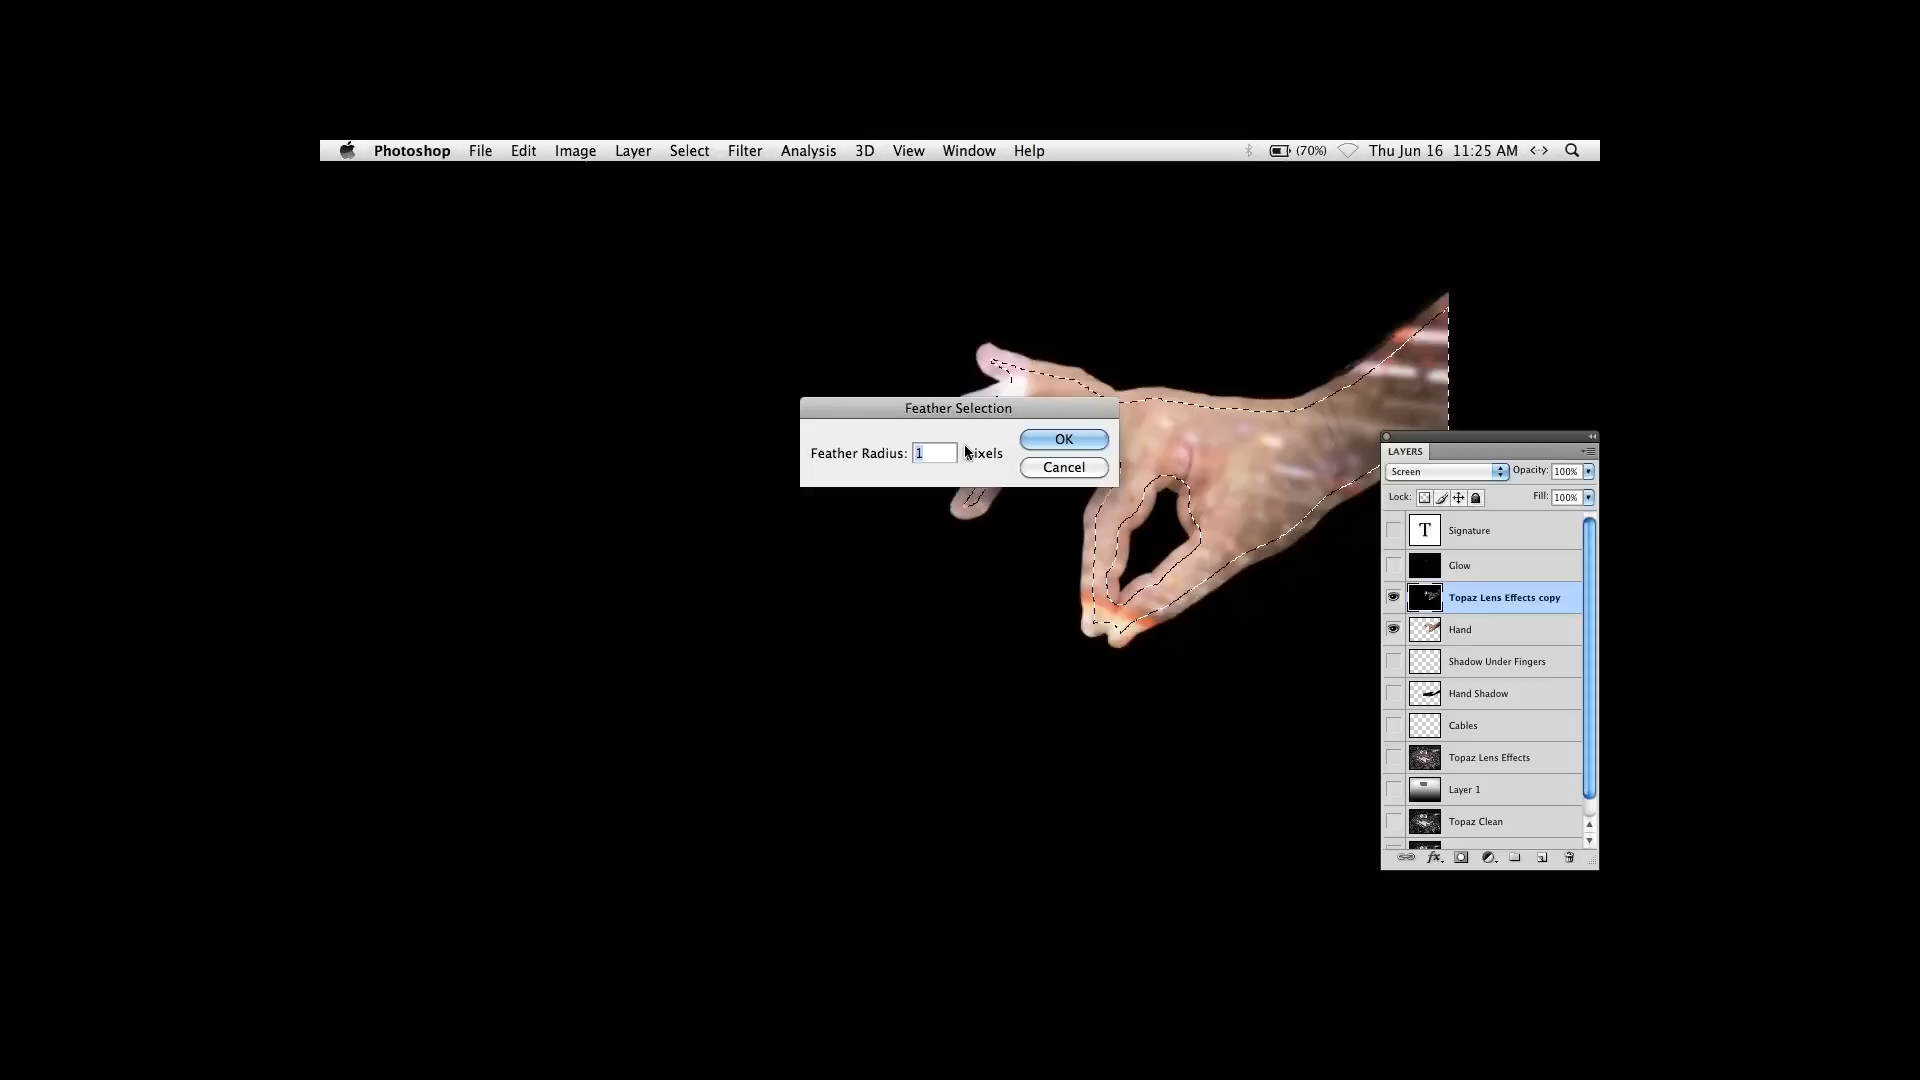 Photoshop File Edit Image Layer Select Filter Analysis 3D View Window Help (70%) Thu Jun 16 11:25 AM
Feather Selection
Feather Radius: 1 ixels
OK
Cancel
LAYERS
Screen Opacity: 100%
Lock: Fill: 100%
T Signature
Glow
Topaz Lens Effects copy
Hand
Shadow Under Fingers
Hand Shadow
Cables
Topaz Lens Effects
Layer 1
Topaz Clean
fx